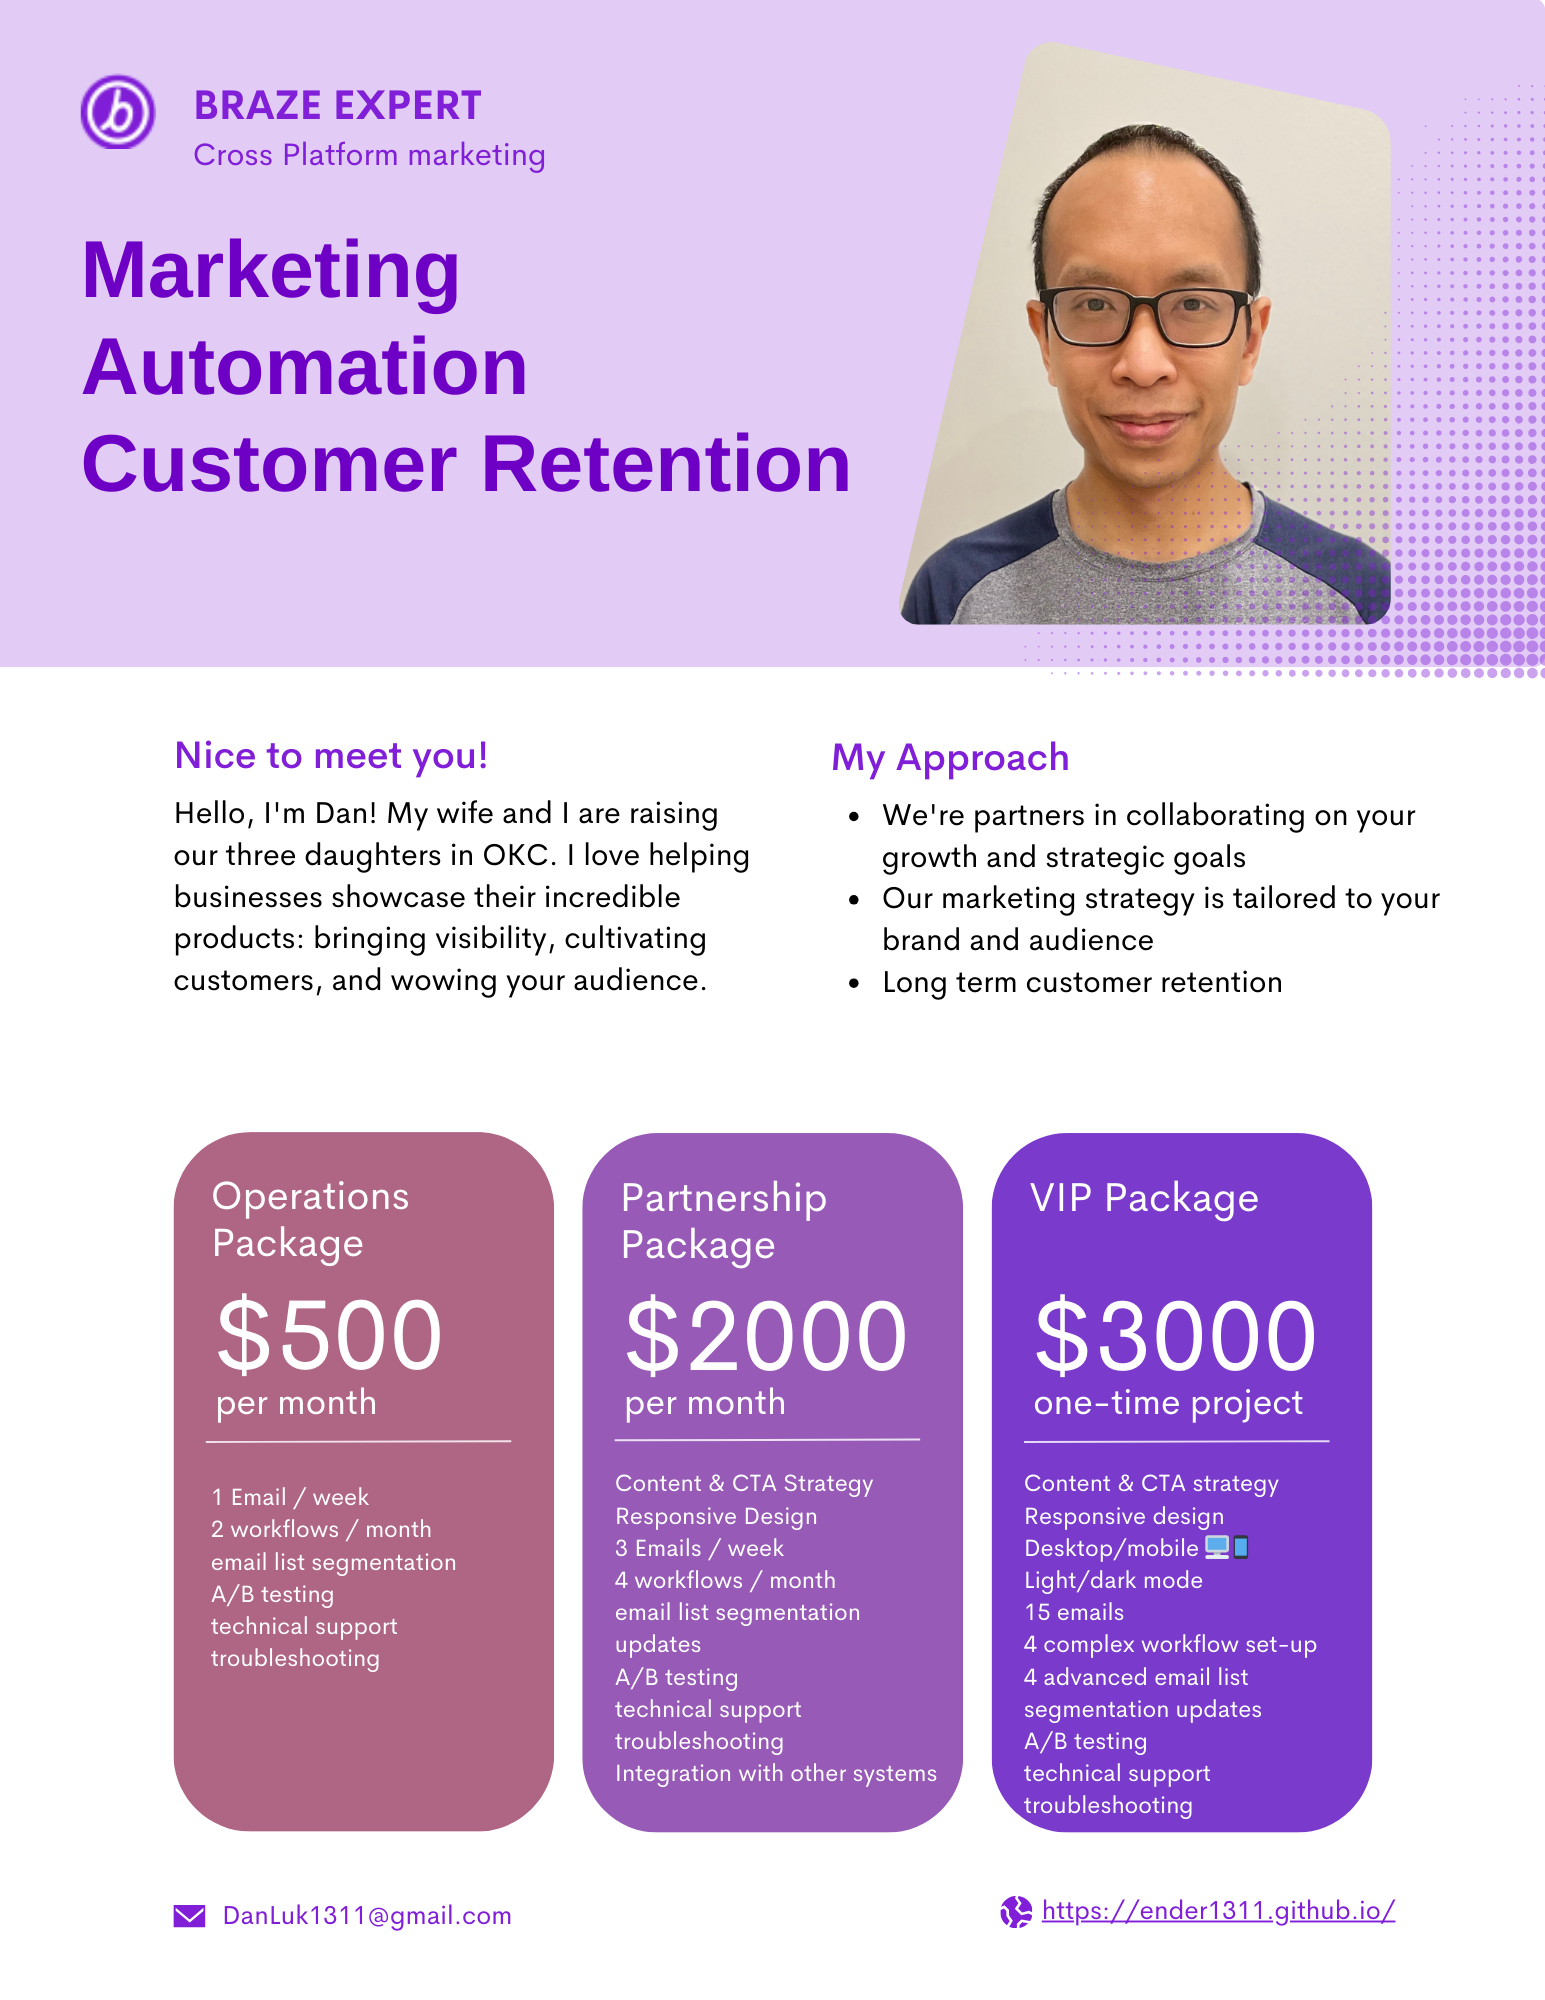 BRAZE EXPERT
Cross Platform marketing
Marketing
Automation
Customer Retention
Nice to meet you!
Hello, I'm Dan! My wife and I are raising
our three daughters in OKC. I love helping
businesses showcase their incredible
products: bringing visibility, cultivating
customers, and wowing your audience.
My Approach
• We're partners in collaborating on your
growth and strategic goals
• Our marketing strategy is tailored to your
brand and audience
• Long term customer retention
Operations
Package
$500
per month
1 Email / week
2 workflows / month
email list segmentation
A/B testing
technical support
troubleshooting
Partnership
Package
$2000
per month
Content & CTA Strategy
Responsive Design
3 Emails / week
4 workflows / month
email list segmentation
updates
A/B testing
technical support
troubleshooting
Integration with other systems
VIP Package
$3000
one-time project
Content & CTA strategy
Responsive design
Desktop/mobile 🖥️📱
Light/dark mode
15 emails
4 complex workflow set-up
4 advanced email list
segmentation updates
A/B testing
technical support
troubleshooting
DanLuk1311@gmail.com
https://ender1311.github.io/